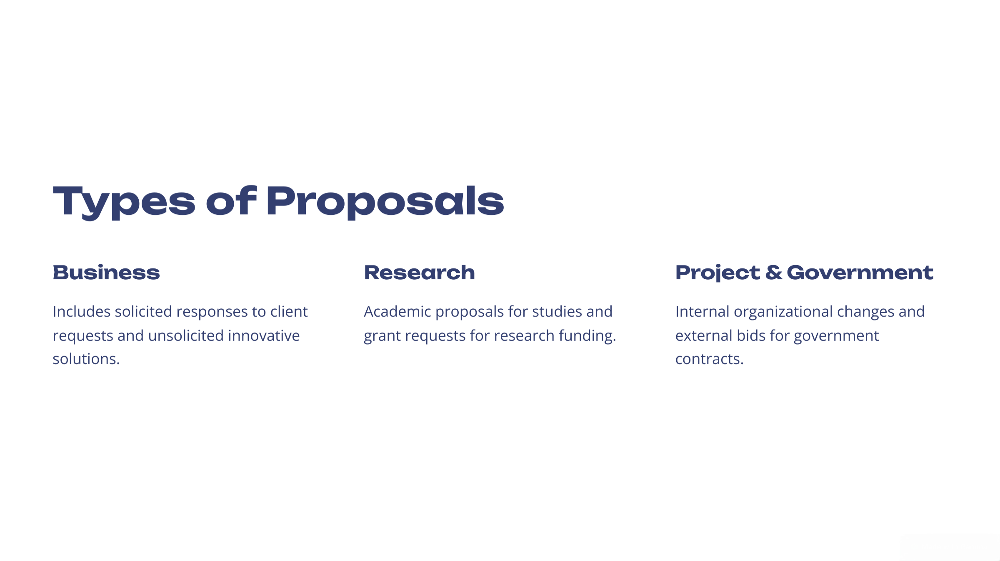 Types of Proposals
Business
Includes solicited responses to client
requests and unsolicited innovative
solutions.
Research
Academic proposals for studies and
grant requests for research funding.
Project & Government
Internal organizational changes and
external bids for government
contracts.